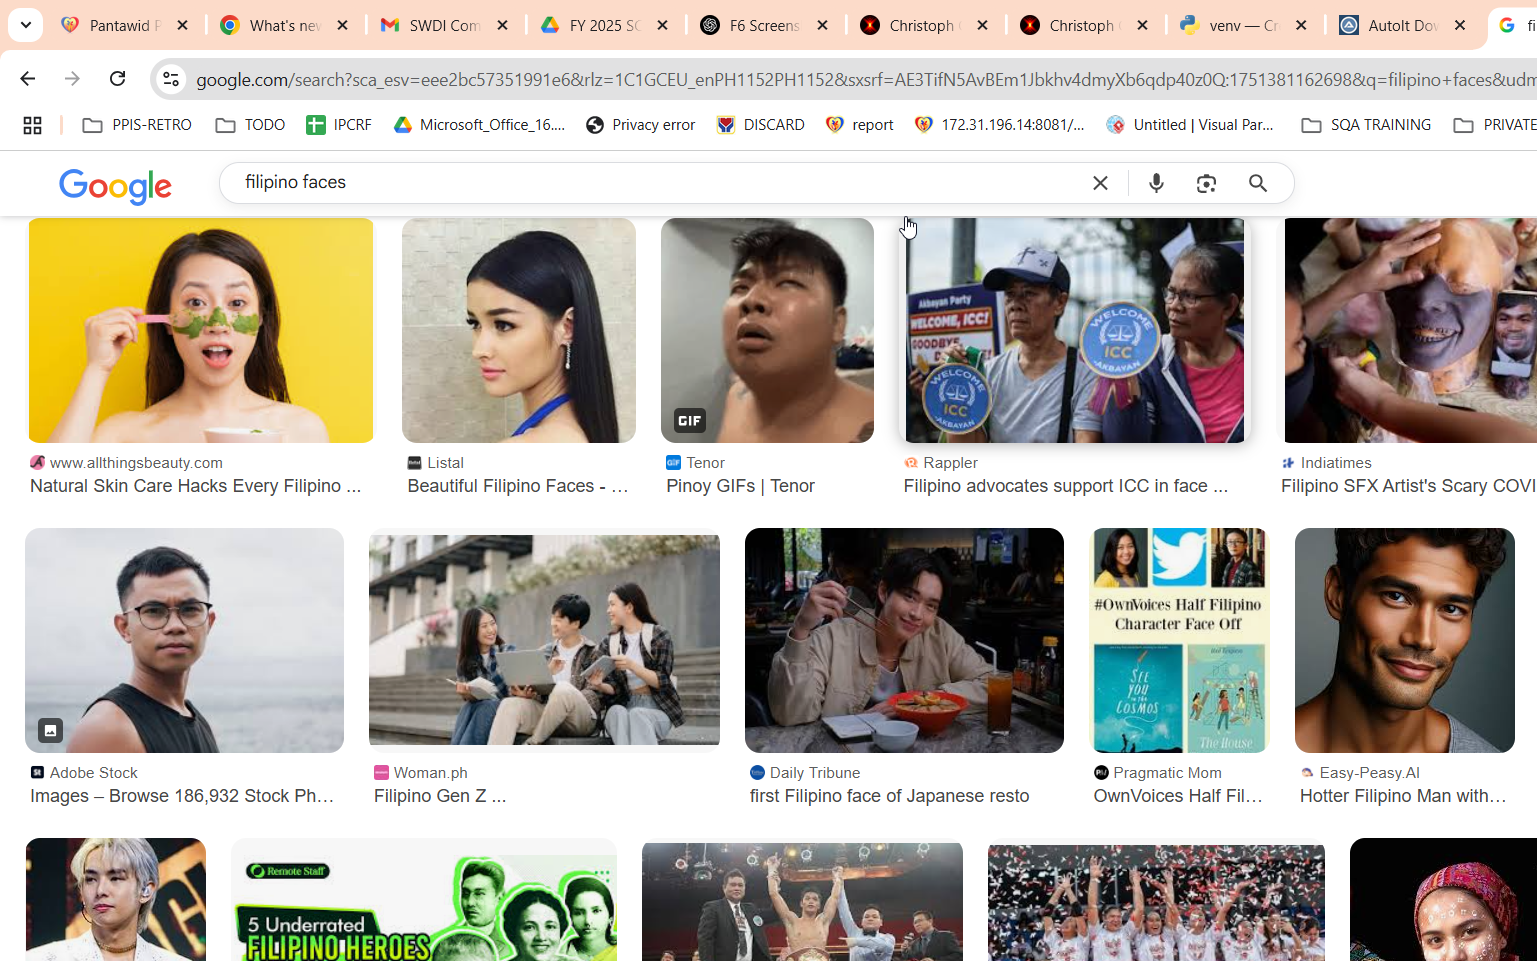 Pantawid P
What's new
SWDI Com
FY 2025 SC
F6 Screens
Christoph
Christoph
venv — Cr
AutoIt Dov
fi
google.com/search?sca_esv=eee2bc57351991e6&rlz=1C1GCEU_enPH1152PH1152&sxsrf=AE3TifN5AvBEm1Jbkhv4dmyXb6qdp40z0Q:1751381162698&q=filipino+faces&udm
PPIS-RETRO
TODO
IPCRF
Microsoft_Office_16....
Privacy error
DISCARD
report
172.31.196.14:8081/...
Untitled | Visual Par...
SQA TRAINING
PRIVATE
Google
filipino faces
Akbayan Party
WELCOME, ICC!
GOODBYE,
WELCOME
ICC
AKBAYAN
WELCOME
ICC
-AKBAYAN-
GIF
www.allthingsbeauty.com
Natural Skin Care Hacks Every Filipino ...
Listal
Beautiful Filipino Faces - ...
GIF
Tenor
Pinoy GIFs | Tenor
Rappler
Filipino advocates support ICC in face ...
Indiatimes
Filipino SFX Artist's Scary COVI
#OwnVoices Half Filipino
Character Face Off
SEE
YOU
IN THE
COSMOS
The House
St
Adobe Stock
Images – Browse 186,932 Stock Ph...
Woman.ph
Filipino Gen Z ...
Daily Tribune
first Filipino face of Japanese resto
Pragmatic Mom
OwnVoices Half Fil...
Easy-Peasy.AI
Hotter Filipino Man with...
Remote Staff
5 Underrated
FILIPINO HEROES